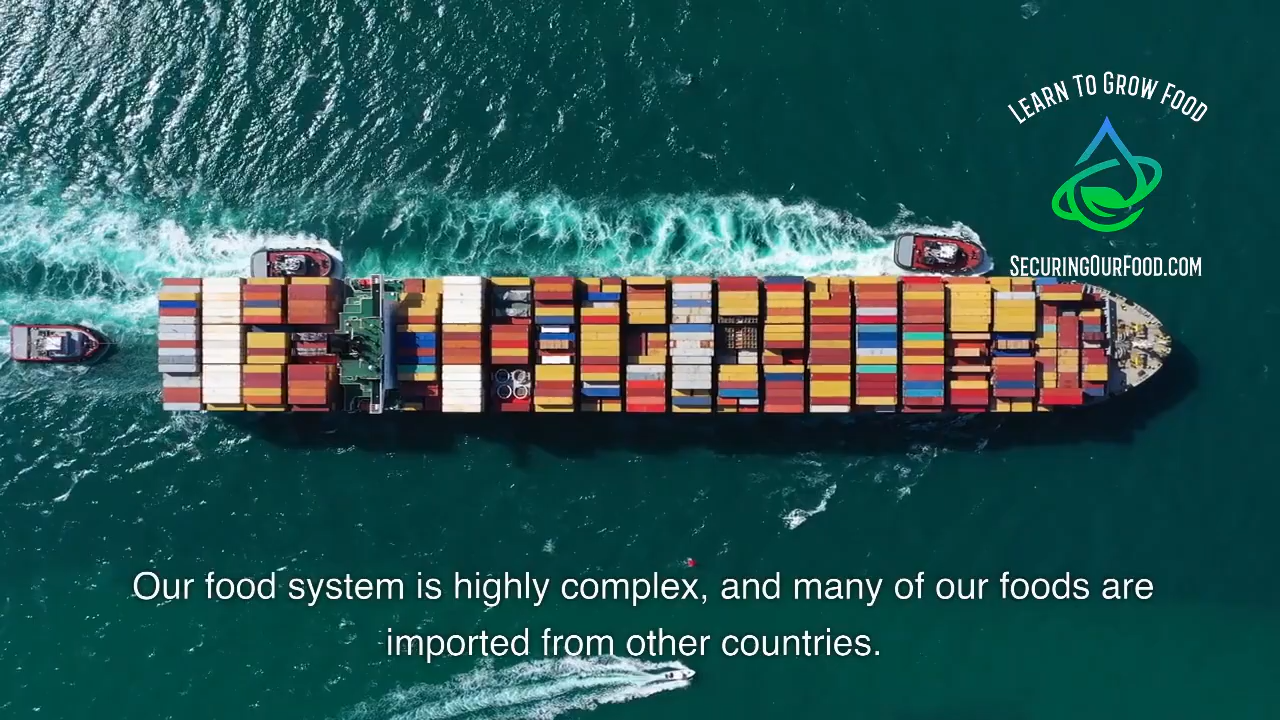 Learn To Grow Food
SecuringOurFood.com
Our food system is highly complex, and many of our foods are
imported from other countries.